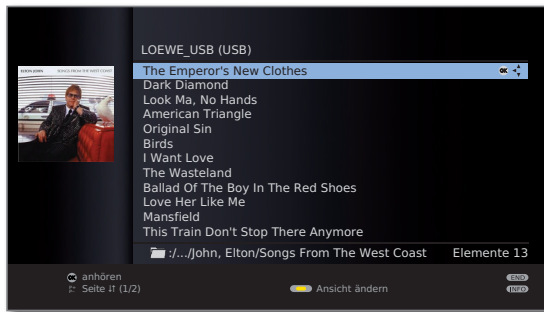 LOEWE_USB (USB)
ELTON JOHN SONGS FROM THE WEST COAST
The Emperor's New Clothes OK
Dark Diamond
Look Ma, No Hands
American Triangle
Original Sin
Birds
I Want Love
The Wasteland
Ballad Of The Boy In The Red Shoes
Love Her Like Me
Mansfield
This Train Don't Stop There Anymore
:/.../John, Elton/Songs From The West Coast Elemente 13
OK anhören END
Seite ↓↑ (1/2) Ansicht ändern INFO